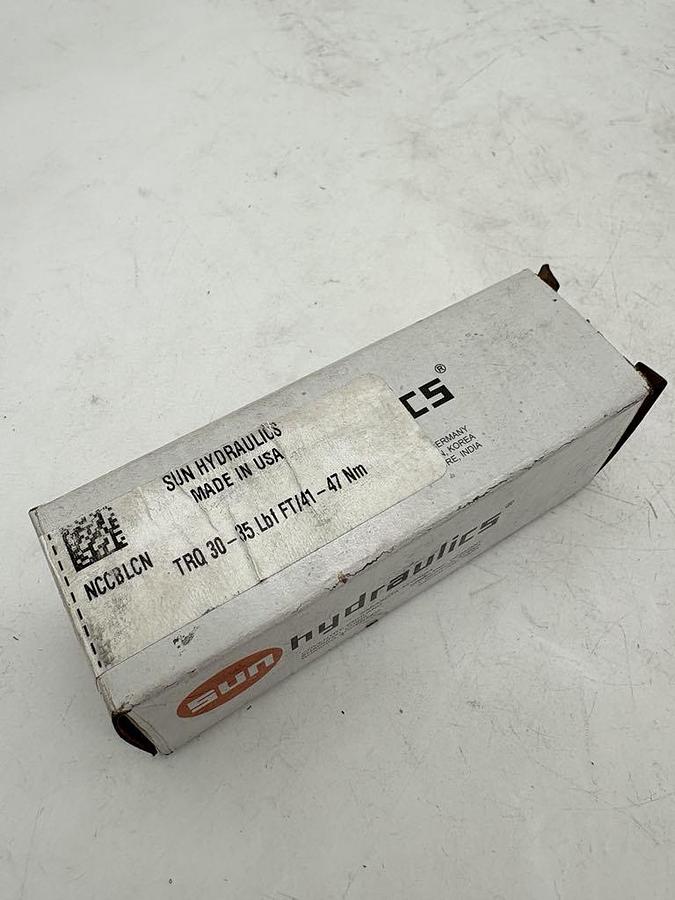 SUN HYDRAULICS
MADE IN USA
TRQ 30-35 Lbf FT/41-47 Nm
NCCBLCN
CS®
ERMANY
N, KOREA
RE, INDIA
sun hydraulics®